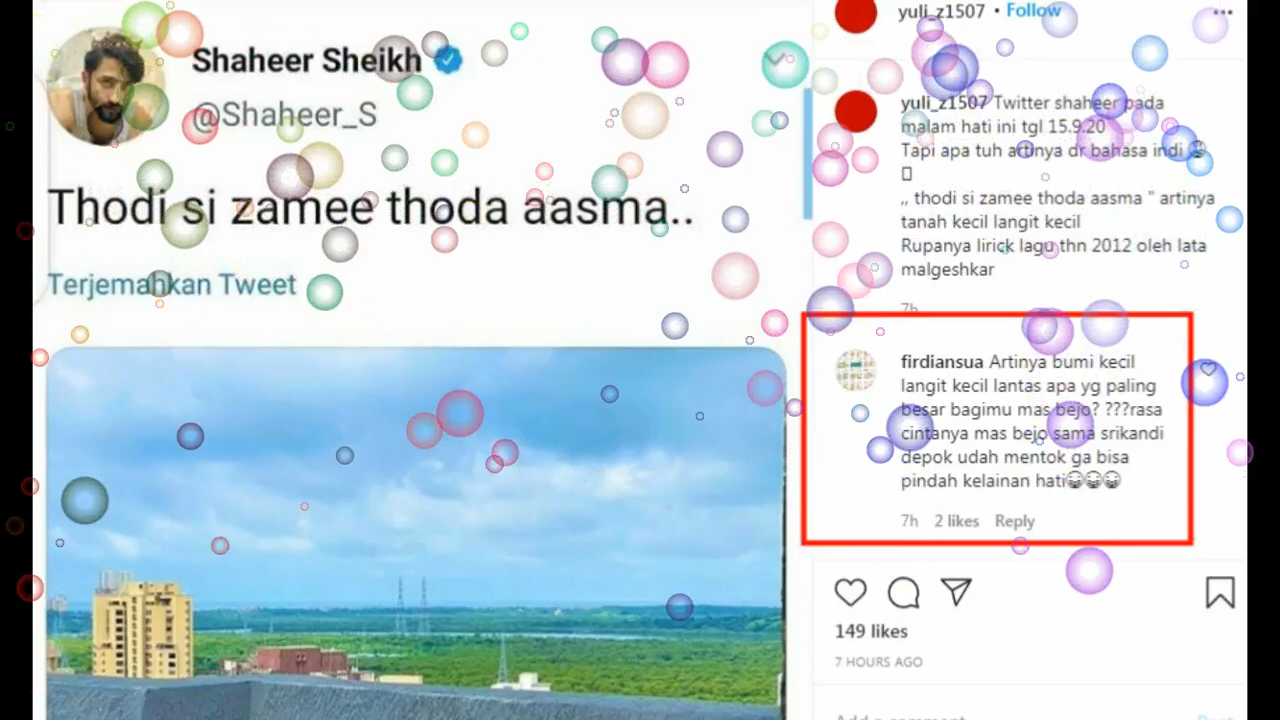 Shaheer Sheikh
@Shaheer_S
Thodi si zamee thoda aasma..
Terjemahkan Tweet
yuli_z1507 • Follow
yuli_z1507 Twitter shaheer pada
malam hati ini tgl 15.9.20
Tapi apa tuh artinya dr bahasa indi
,, thodi si zamee thoda aasma " artinya
tanah kecil langit kecil
Rupanya lirick lagu thn 2012 oleh lata
malgeshkar
7h
firdiansua Artinya bumi kecil
langit kecil lantas apa yg paling
besar bagimu mas bejo? ???rasa
cintanya mas bejo sama srikandi
depok udah mentok ga bisa
pindah kelainan hati😂😂😂
7h 2 likes Reply
149 likes
7 HOURS AGO
Add a comment...
Post